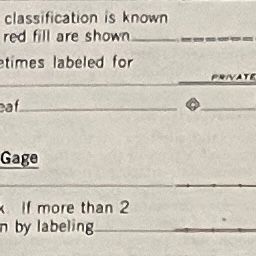 classification is known
red fill are shown
etimes labeled for
PRIVATE
eaf
Gage
If more than 2
n by labeling